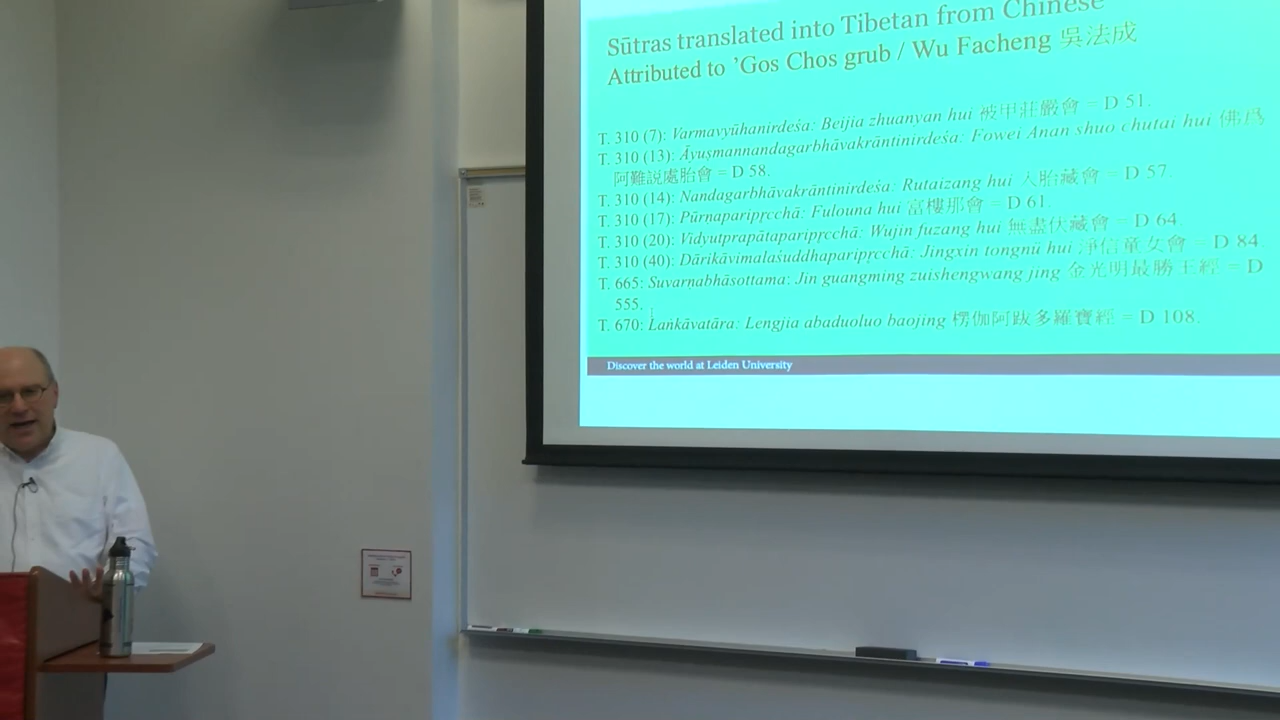 Sūtras translated into Tibetan from Chinese
Attributed to ’Gos Chos grub / Wu Facheng 吳法成
T. 310 (7): Varmavyūhanirdeśa: Beijia zhuanyan hui 被甲莊嚴會 = D 51.
T. 310 (13): Āyuṣmannandagarbhāvakrāntinirdeśa: Fowei Anan shuo chutai hui 佛爲
阿難説處胎會 = D 58.
T. 310 (14): Nandagarbhāvakrāntinirdeśa: Rutaizang hui 入胎藏會 = D 57.
T. 310 (17): Pūrnaparipṛcchā: Fulouna hui 富樓那會 = D 61.
T. 310 (20): Vidyutprapātaparipṛcchā: Wujin fuzang hui 無盡伏藏會 = D 64.
T. 310 (40): Dārikāvimalaśuddhaparipṛcchā: Jingxin tongnü hui 淨信童女會 = D 84.
T. 665: Suvarṇabhāsottama: Jin guangming zuishengwang jing 金光明最勝王經 = D
555.
T. 670: Laṅkāvatāra: Lengjia abaduoluo baojing 楞伽阿跋多羅寶經 = D 108.
Discover the world at Leiden University